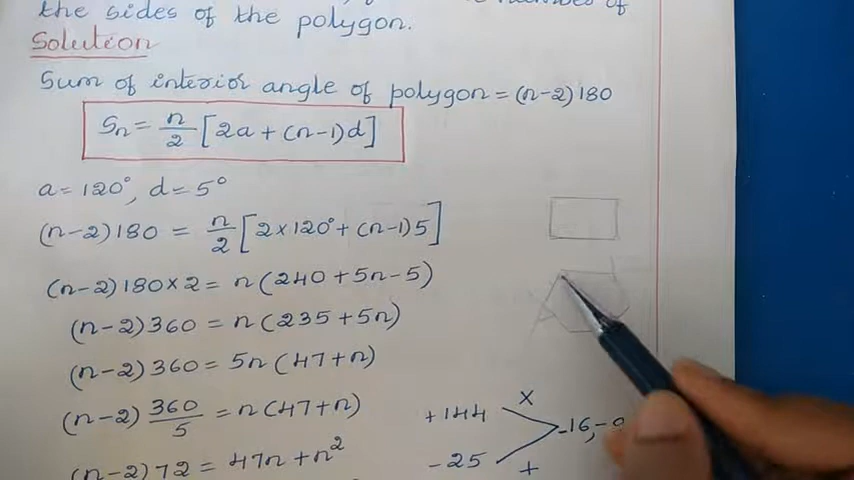 the sides of the polygon.
Solution
Sum of interior angle of polygon = (n-2)180
Sn = n/2 [2a + (n-1)d]
a = 120°, d = 5°
(n-2)180 = n/2 [2×120° + (n-1)5]
(n-2)180×2 = n(240+5n-5)
(n-2)360 = n(235+5n)
(n-2)360 = 5n(47+n)
(n-2) 360/5 = n(47+n)
(n-2)72 = 47n+n²
+144 × -16,-9
-25 +